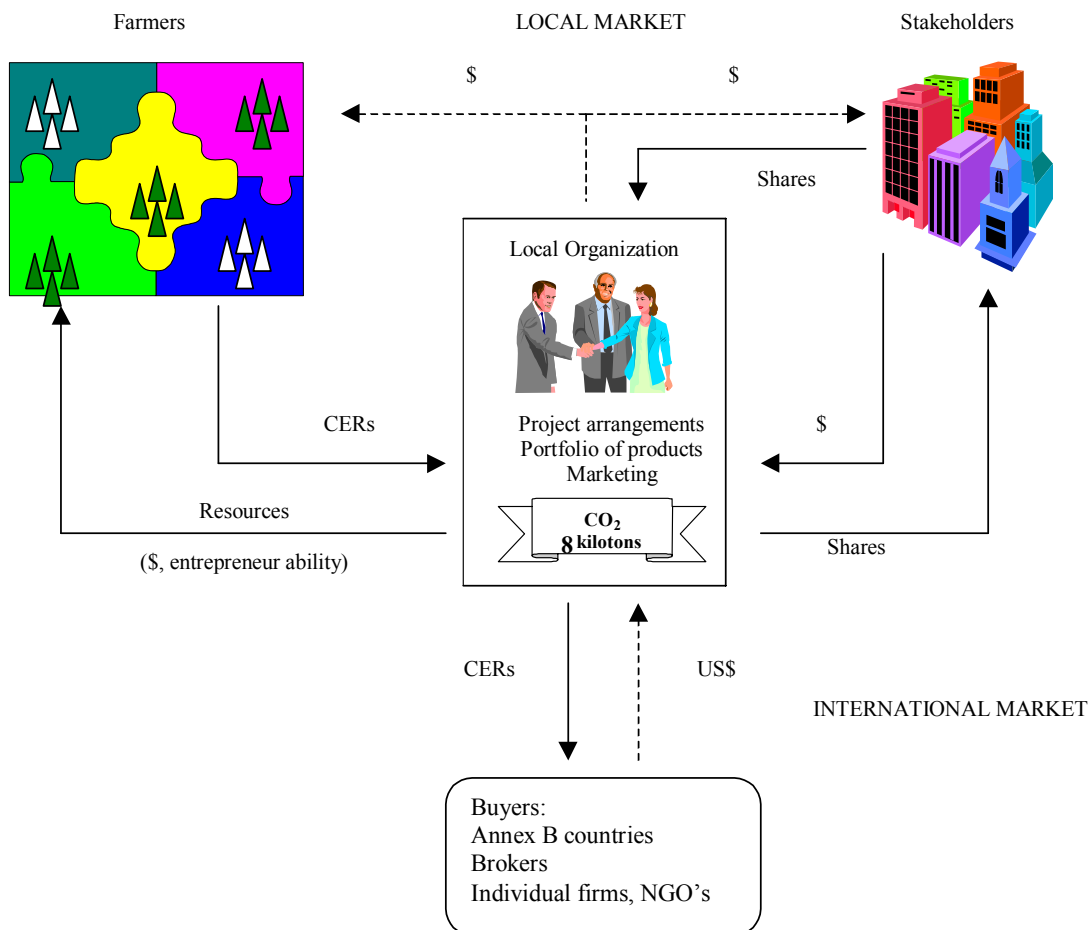 Farmers
LOCAL MARKET
Stakeholders
$
$
Shares
Local Organization
CERs
Project arrangements
Portfolio of products
Marketing
$
Resources
CO₂
8 kilotons
Shares
($, entrepreneur ability)
CERs
US$
INTERNATIONAL MARKET
Buyers:
Annex B countries
Brokers
Individual firms, NGO’s